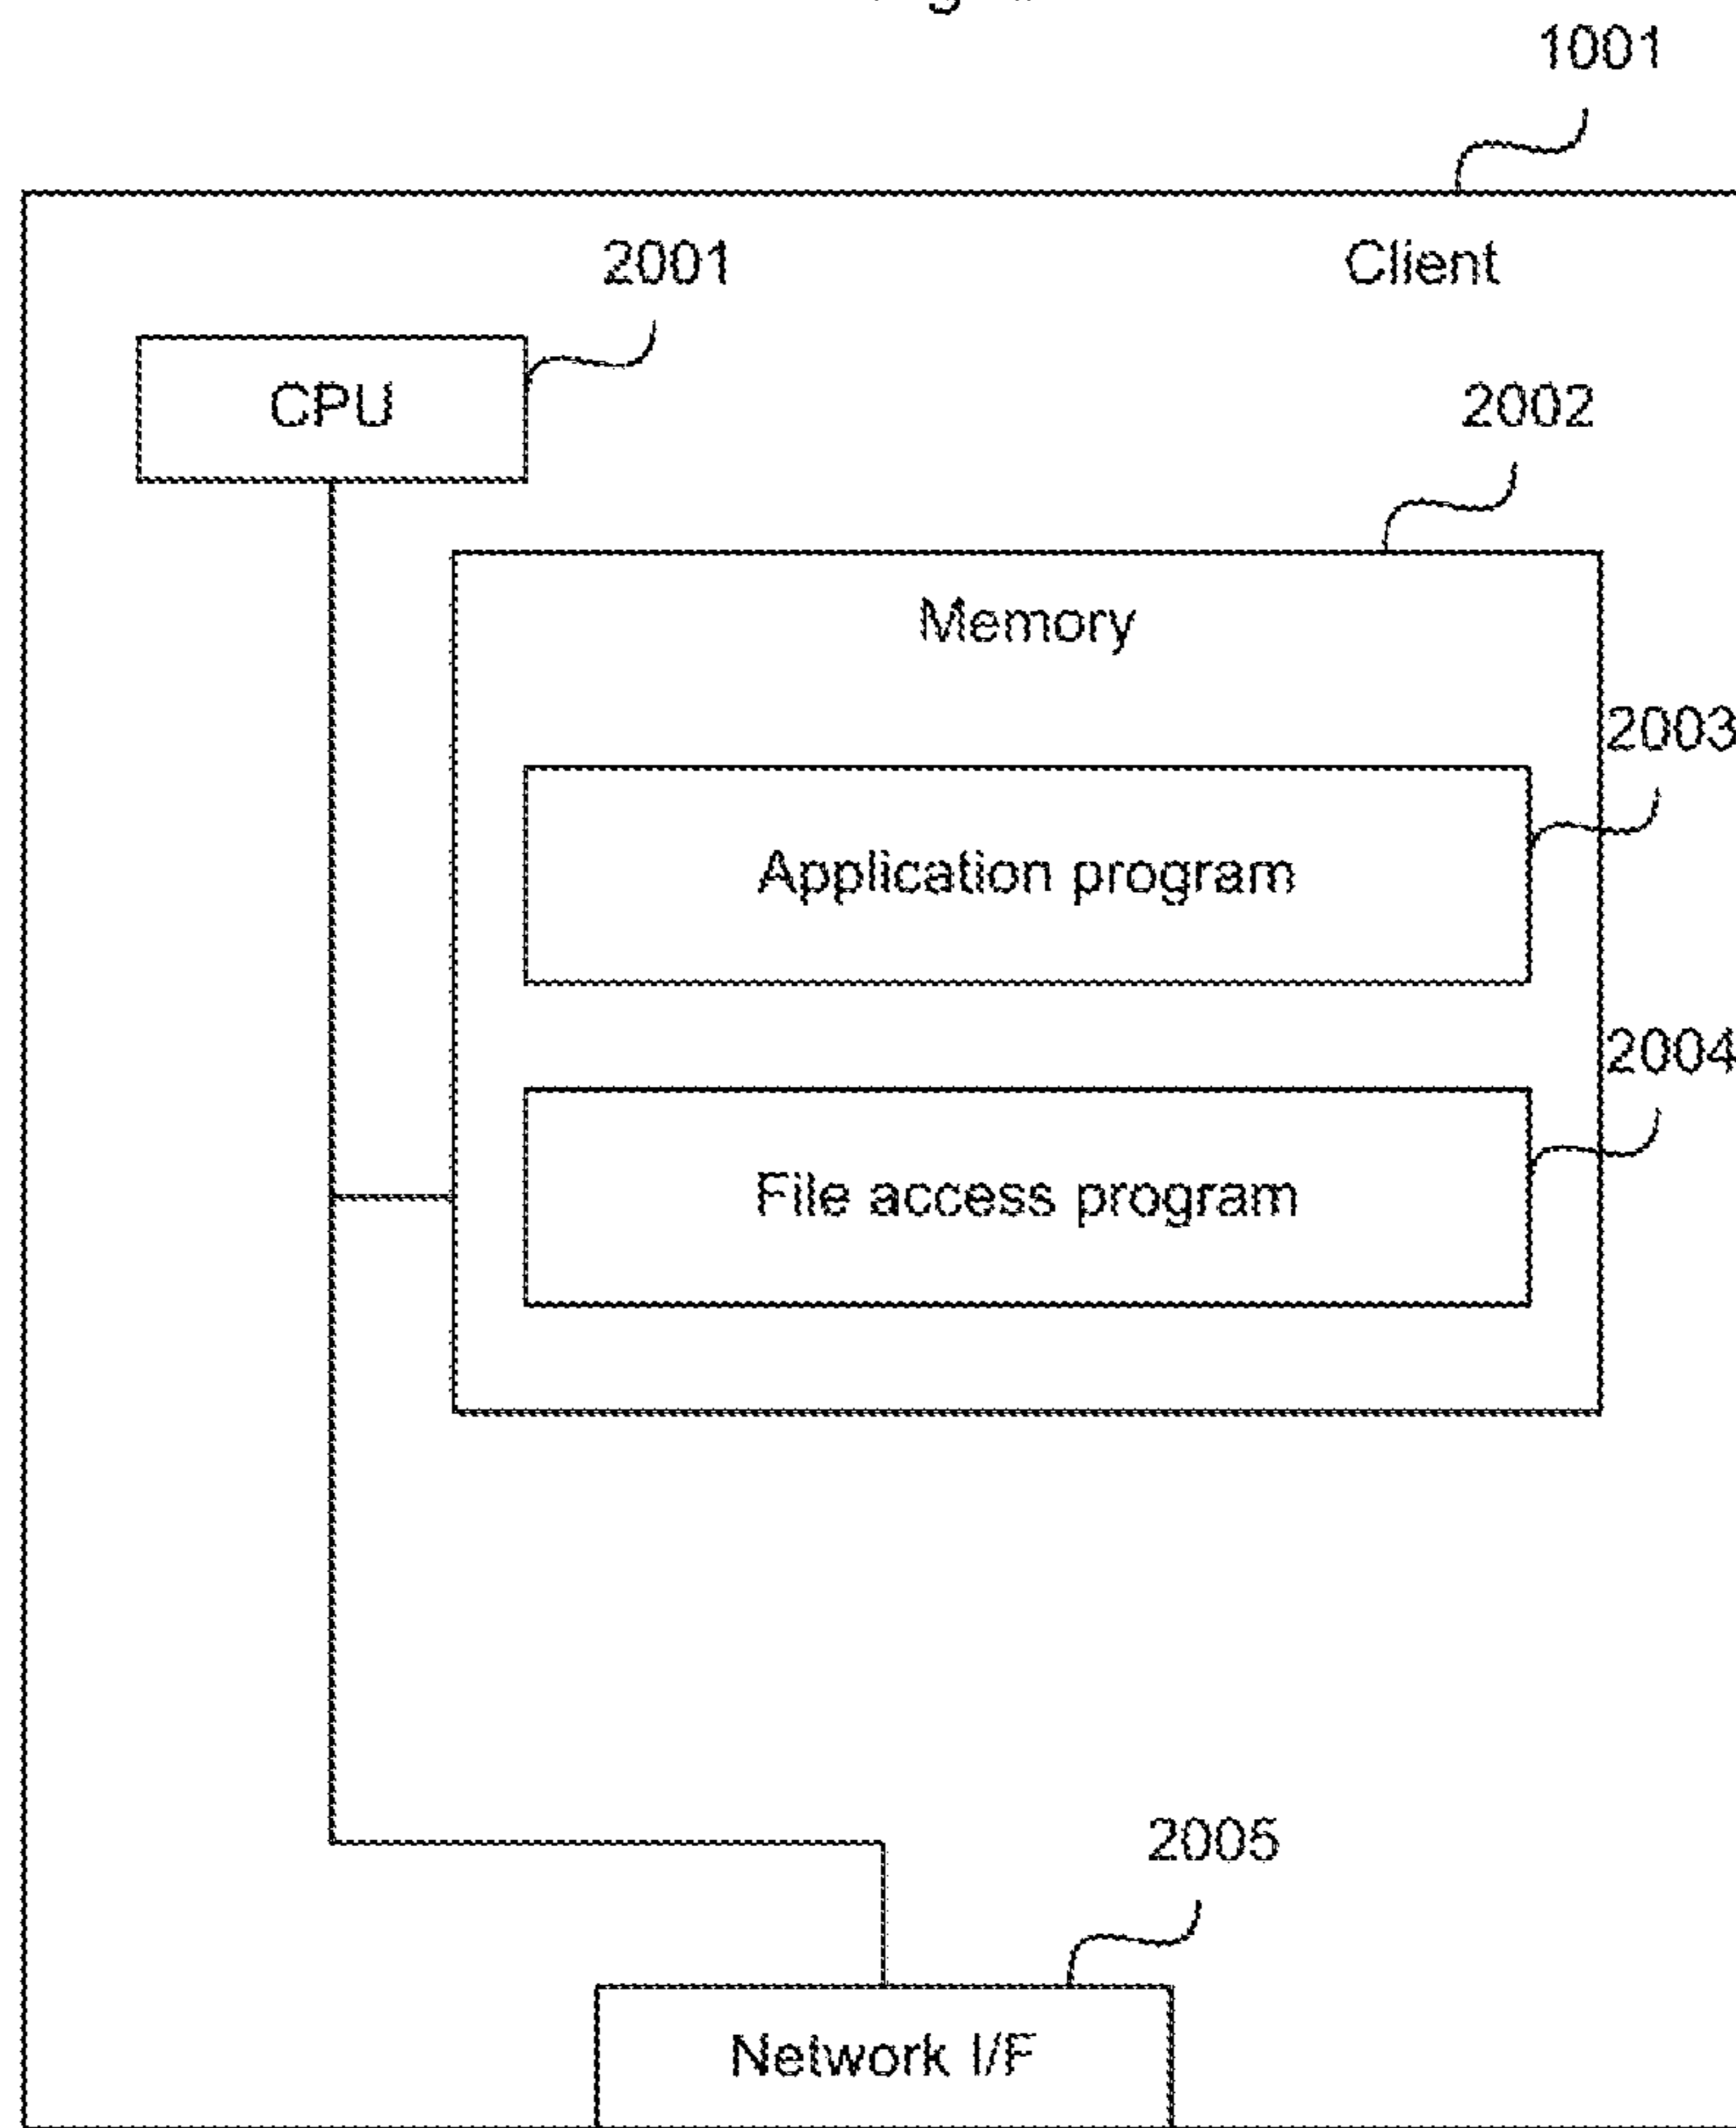 1001
Client
2001
CPU
2002
Memory
2003
Application program
2004
File access program
2005
Network I/F